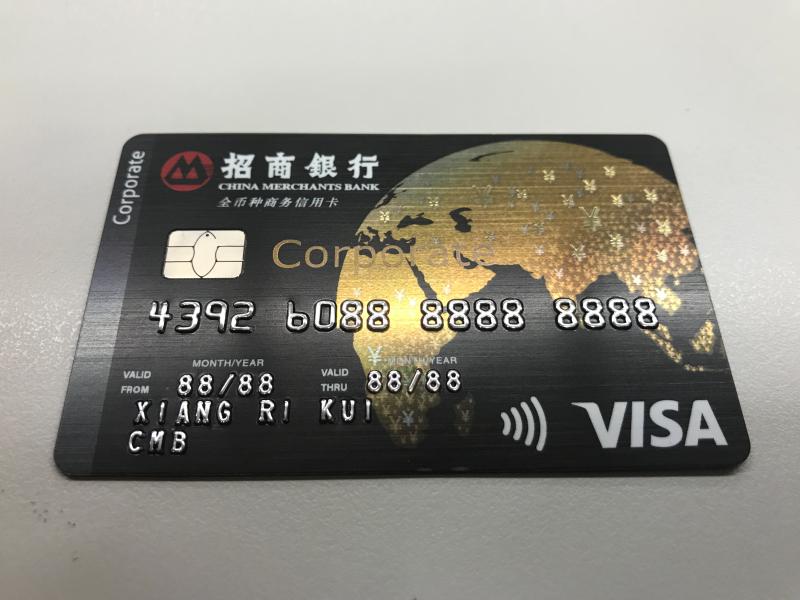 Corporate
招商銀行
CHINA MERCHANTS BANK
全币种商务信用卡
Corporate
4392 6088 8888 8888
MONTH/YEAR MONTH/YEAR
VALID FROM 88/88 VALID THRU 88/88
XIANG RI KUI
CMB
VISA